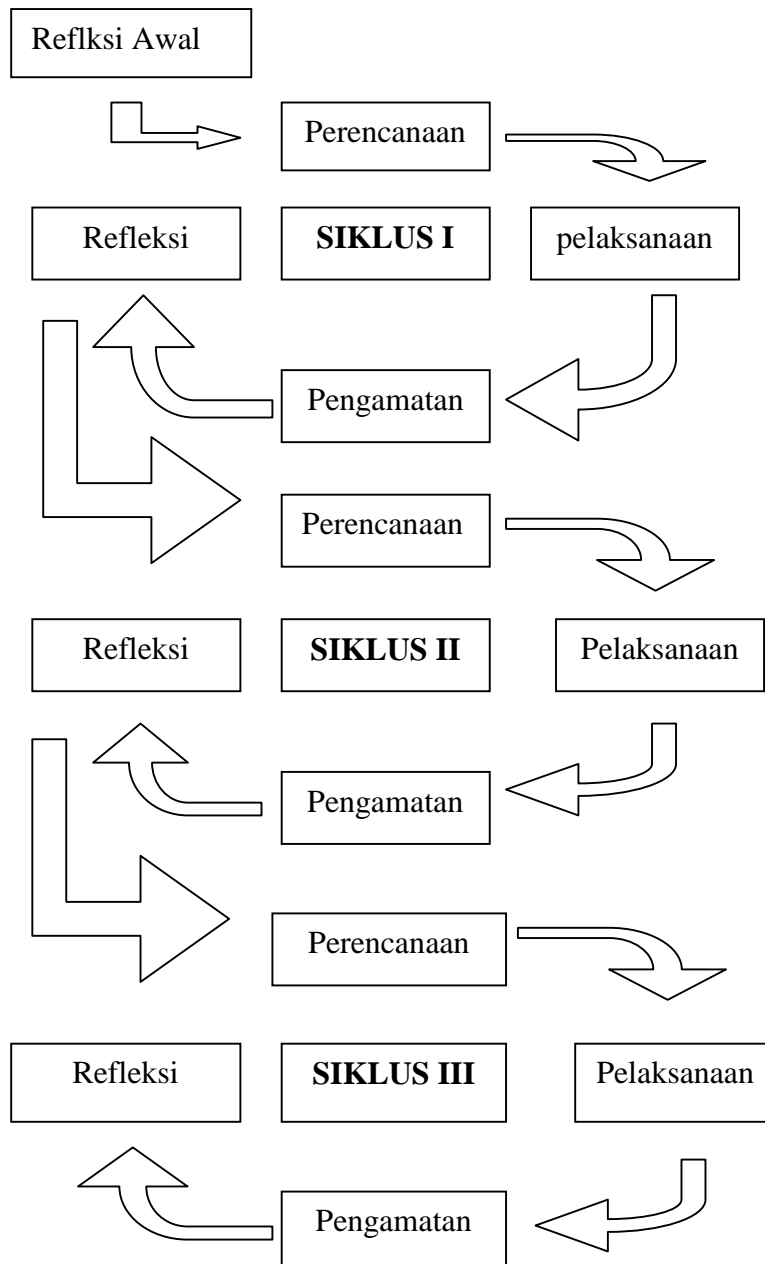 Reflksi Awal
Perencanaan
Refleksi
SIKLUS I
pelaksanaan
Pengamatan
Perencanaan
Refleksi
SIKLUS II
Pelaksanaan
Pengamatan
Perencanaan
Refleksi
SIKLUS III
Pelaksanaan
Pengamatan